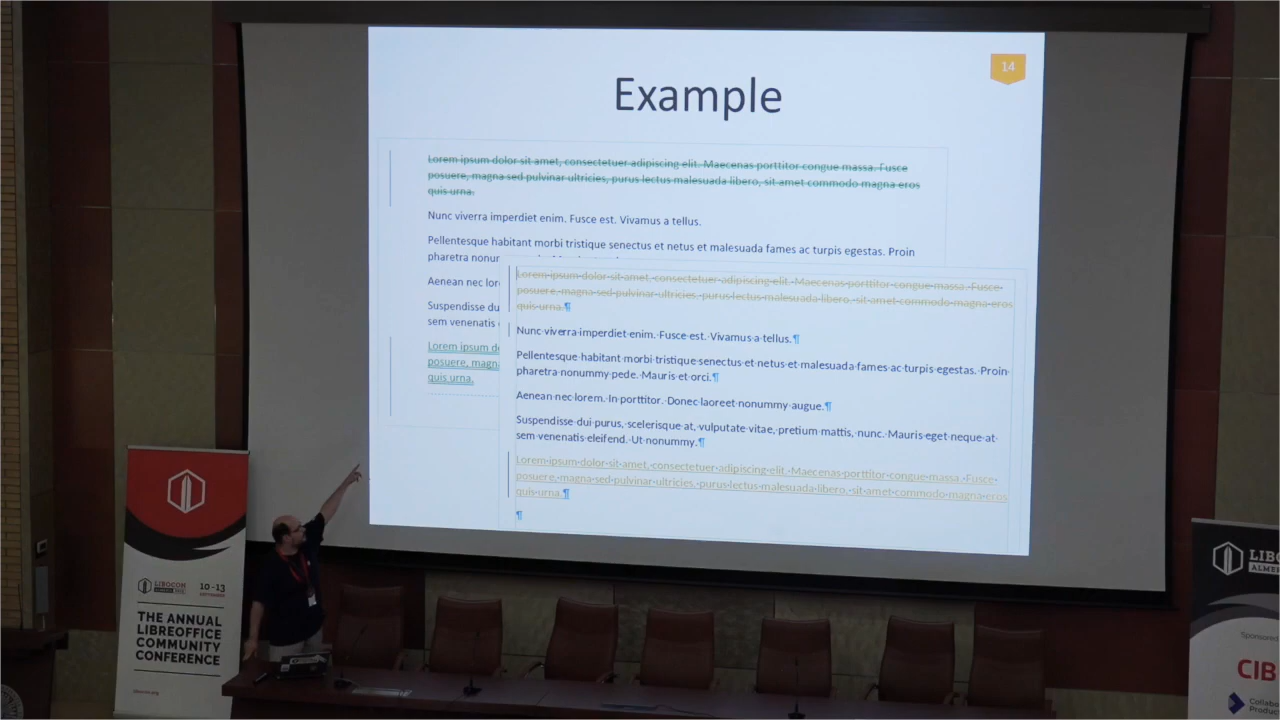 14
Example
Lorem ipsum dolor sit amet, consectetuer adipiscing elit. Maecenas porttitor congue massa. Fusce
posuere, magna sed pulvinar ultricies, purus lectus malesuada libero, sit amet commodo magna eros
quis urna.
Nunc viverra imperdiet enim. Fusce est. Vivamus a tellus.
Pellentesque habitant morbi tristique senectus et netus et malesuada fames ac turpis egestas. Proin
pharetra nonum
Aenean nec lor
Suspendisse du
sem venenatis
Lorem ipsum do
posuere, magna
quis urna.
Lorem·ipsum·dolor·sit·amet,·consectetuer·adipiscing·elit.·Maecenas·porttitor·congue·massa.·Fusce·
posuere,·magna·sed·pulvinar·ultricies,·purus·lectus·malesuada·libero,·sit·amet·commodo·magna·eros·
quis·urna.¶
Nunc·viverra·imperdiet·enim.·Fusce·est.·Vivamus·a·tellus.¶
Pellentesque·habitant·morbi·tristique·senectus·et·netus·et·malesuada·fames·ac·turpis·egestas.·Proin·
pharetra·nonummy·pede.·Mauris·et·orci.¶
Aenean·nec·lorem.·In·porttitor.·Donec·laoreet·nonummy·augue.¶
Suspendisse·dui·purus,·scelerisque·at,·vulputate·vitae,·pretium·mattis,·nunc.·Mauris·eget·neque·at·
sem·venenatis·eleifend.·Ut·nonummy.¶
Lorem·ipsum·dolor·sit·amet,·consectetuer·adipiscing·elit.·Maecenas·porttitor·congue·massa.·Fusce·
posuere,·magna·sed·pulvinar·ultricies,·purus·lectus·malesuada·libero,·sit·amet·commodo·magna·eros·
quis·urna.¶
¶
LIBOCON
10-13
THE ANNUAL
LIBREOFFICE
COMMUNITY
CONFERENCE
LIBO
ALMER
Sponsored
CIB
Collabo
Produc